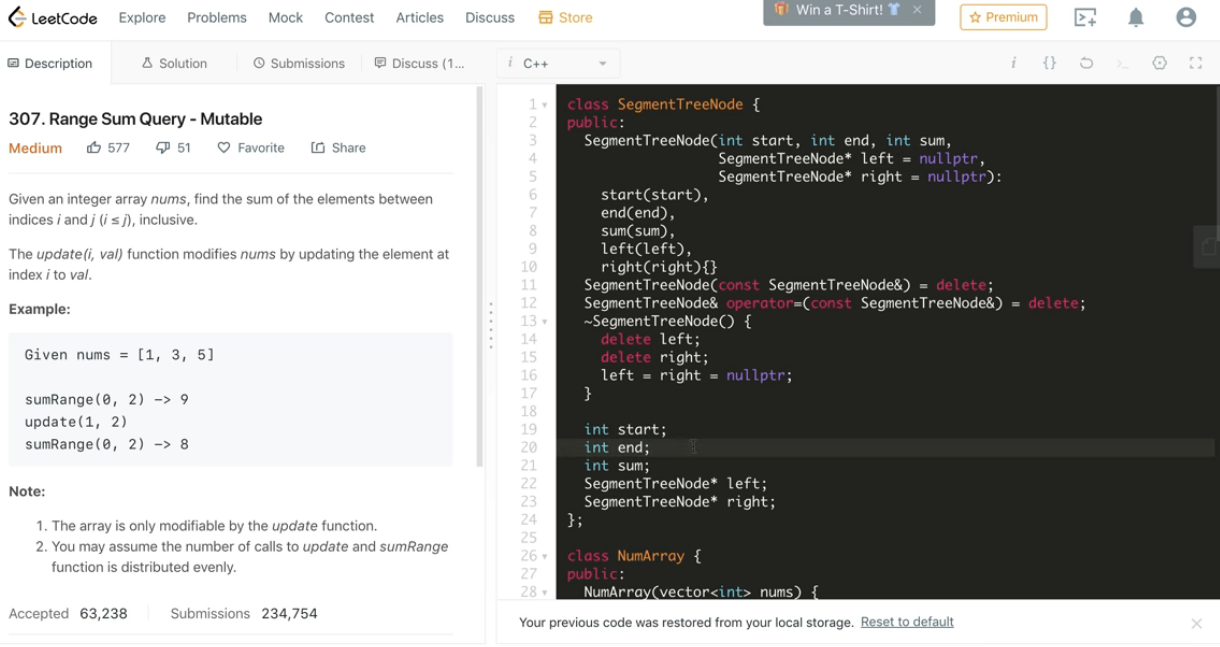 LeetCode Explore Problems Mock Contest Articles Discuss Store Win a T-Shirt! × Premium
Description Solution Submissions Discuss (1... i C++ i {}
307. Range Sum Query - Mutable
Medium 577 51 Favorite Share
Given an integer array nums, find the sum of the elements between
indices i and j (i ≤ j), inclusive.
The update(i, val) function modifies nums by updating the element at
index i to val.
Example:
Given nums = [1, 3, 5]
sumRange(0, 2) -> 9
update(1, 2)
sumRange(0, 2) -> 8
Note:
1. The array is only modifiable by the update function.
2. You may assume the number of calls to update and sumRange
function is distributed evenly.
Accepted 63,238 Submissions 234,754
1 class SegmentTreeNode {
2 public:
3 SegmentTreeNode(int start, int end, int sum,
4 SegmentTreeNode* left = nullptr,
5 SegmentTreeNode* right = nullptr):
6 start(start),
7 end(end),
8 sum(sum),
9 left(left),
10 right(right){}
11 SegmentTreeNode(const SegmentTreeNode&) = delete;
12 SegmentTreeNode& operator=(const SegmentTreeNode&) = delete;
13 ~SegmentTreeNode() {
14 delete left;
15 delete right;
16 left = right = nullptr;
17 }
18
19 int start;
20 int end;
21 int sum;
22 SegmentTreeNode* left;
23 SegmentTreeNode* right;
24 };
25
26 class NumArray {
27 public:
28 NumArray(vector<int> nums) {
Your previous code was restored from your local storage. Reset to default ×